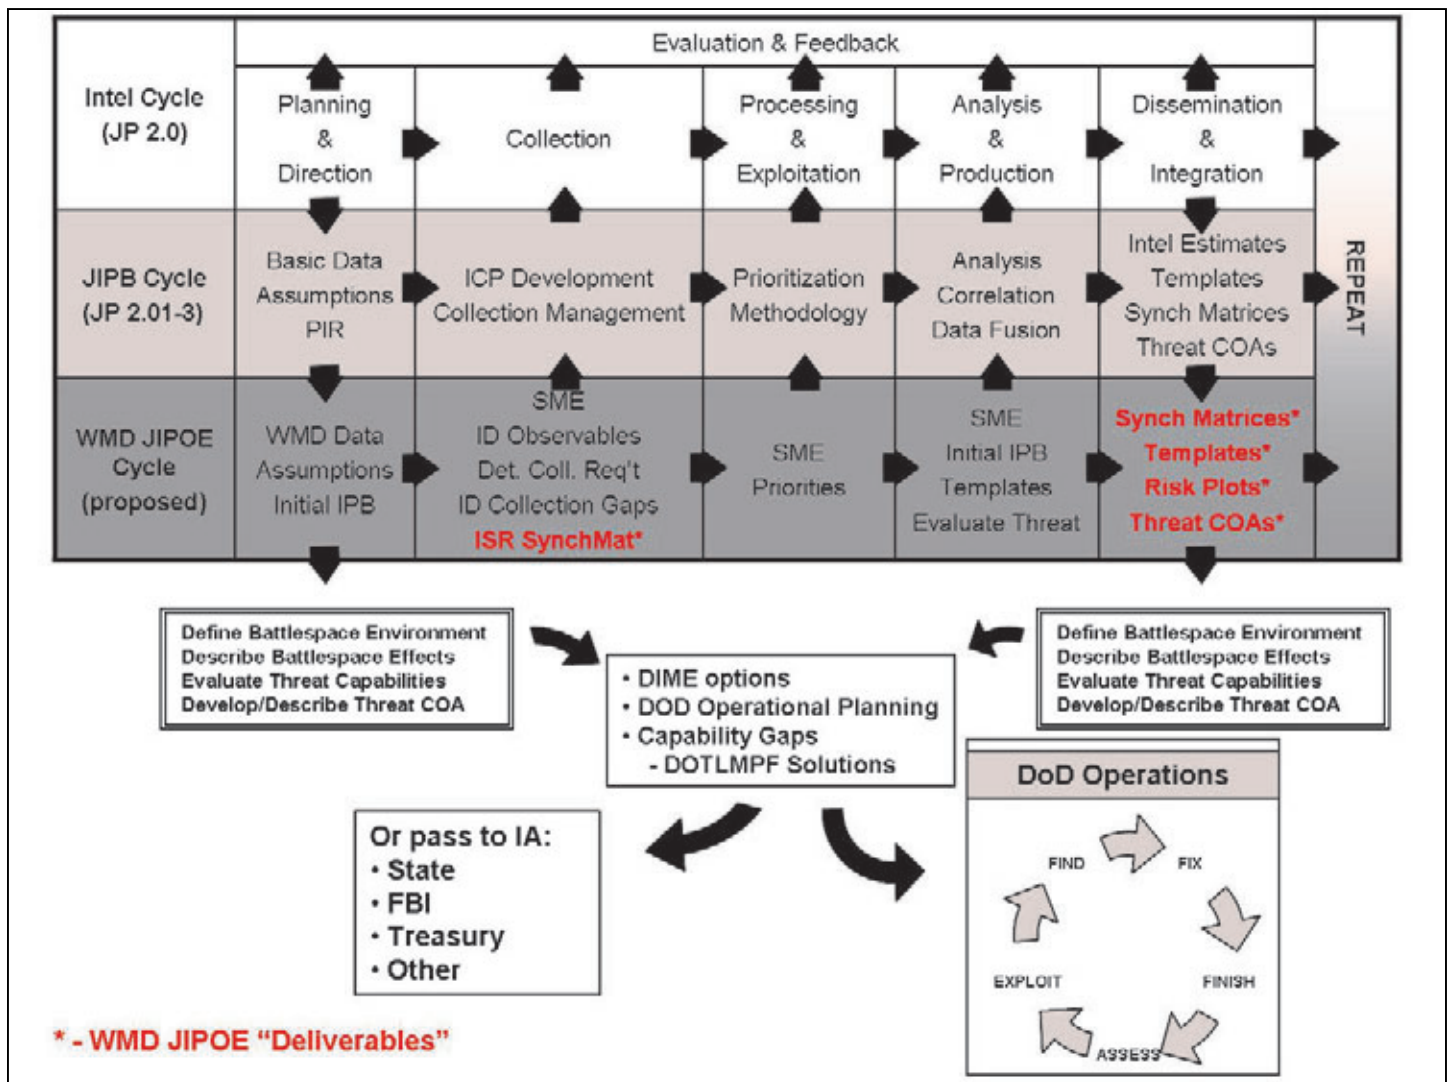 Evaluation & Feedback
Intel Cycle
(JP 2.0)
Planning
&
Direction
Collection
Processing
&
Exploitation
Analysis
&
Production
Dissemination
&
Integration
REPEAT
JIPB Cycle
(JP 2.01-3)
Basic Data
Assumptions
PIR
ICP Development
Collection Management
Prioritization
Methodology
Analysis
Correlation
Data Fusion
Intel Estimates
Templates
Synch Matrices
Threat COAs
WMD JIPOE
Cycle
(proposed)
WMD Data
Assumptions
Initial IPB
SME
ID Observables
Det. Coll. Req't
ID Collection Gaps
ISR SynchMat*
SME
Priorities
SME
Initial IPB
Templates
Evaluate Threat
Synch Matrices*
Templates*
Risk Plots*
Threat COAs*
Define Battlespace Environment
Describe Battlespace Effects
Evaluate Threat Capabilities
Develop/Describe Threat COA
• DIME options
• DOD Operational Planning
• Capability Gaps
- DOTLMPF Solutions
Define Battlespace Environment
Describe Battlespace Effects
Evaluate Threat Capabilities
Develop/Describe Threat COA
Or pass to IA:
• State
• FBI
• Treasury
• Other
DoD Operations
FIND
FIX
FINISH
ASSESS
EXPLOIT
* - WMD JIPOE “Deliverables”